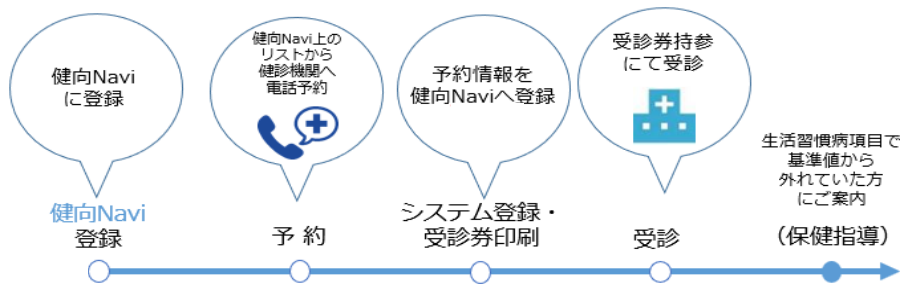 健向Navi
に登録
健向Navi上の
リストから
健診機関へ
電話予約
予約情報を
健向Naviへ登録
受診券持参
にて受診
生活習慣病項目で
基準値から
外れていた方
にご案内
健向Navi
登録
予 約
システム登録・
受診券印刷
受診
（保健指導）